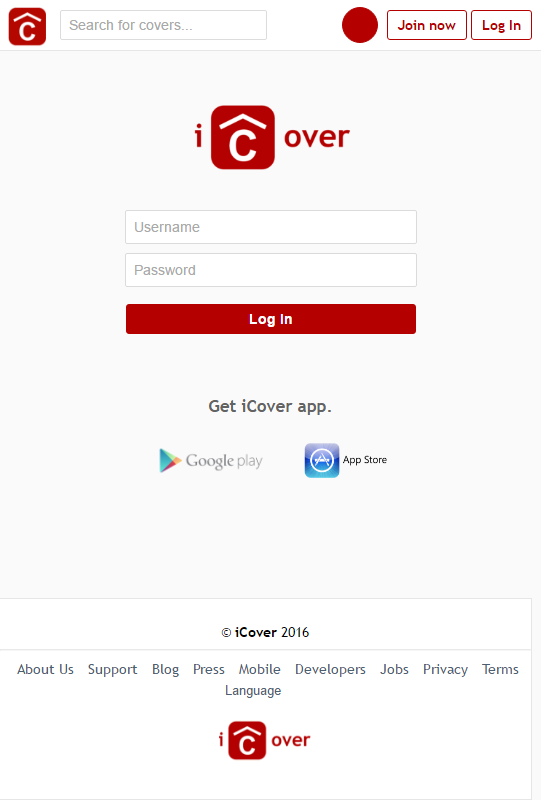 C
Search for covers...
Join now
Log In
i C over
Username
Password
Log In
Get iCover app.
Google play
App Store
© iCover 2016
About Us Support Blog Press Mobile Developers Jobs Privacy Terms
Language
i C over